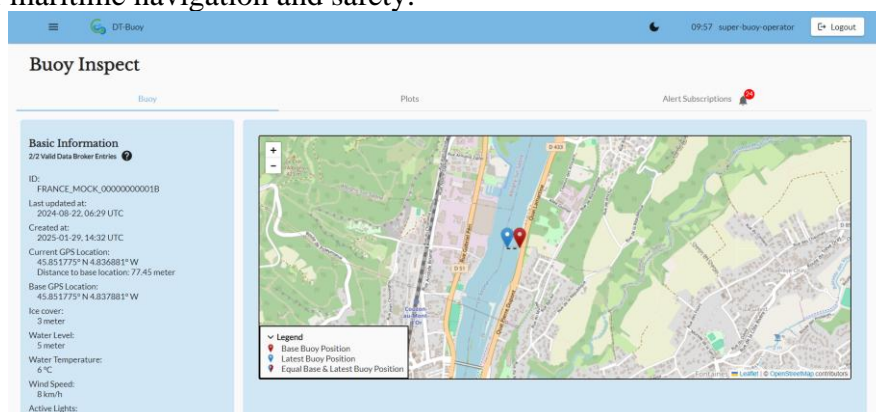 maritime navigation and safety.
DT-Buoy
09:57 super-buoy-operator
Logout
Buoy Inspect
Buoy
Plots
Alert Subscriptions
24
Basic Information
2/2 Valid Data Broker Entries ?
ID:
FRANCE_MOCK_00000000001B
Last updated at:
2024-08-22, 06:29 UTC
Created at:
2025-01-29, 14:32 UTC
Current GPS Location:
45.851775° N 4.836881° W
Distance to base location: 77.45 meter
Base GPS Location:
45.851775° N 4.837881° W
Ice cover:
3 meter
Water Level:
5 meter
Water Temperature:
6 °C
Wind Speed:
8 km/h
Active Lights:
+
−
D 433
D 51
Legend
Base Buoy Position
Latest Buoy Position
Equal Base & Latest Buoy Position
Leaflet | © OpenStreetMap contributors